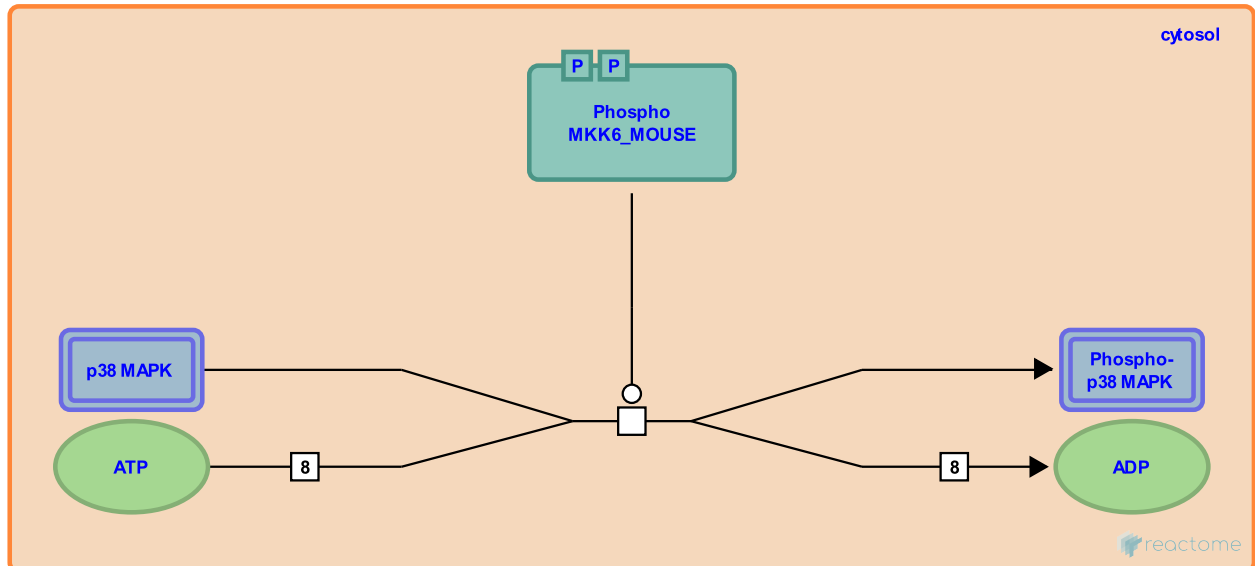 cytosol
P P
Phospho
MKK6_MOUSE
p38 MAPK
Phospho-
p38 MAPK
ATP
8
8
ADP
reactome